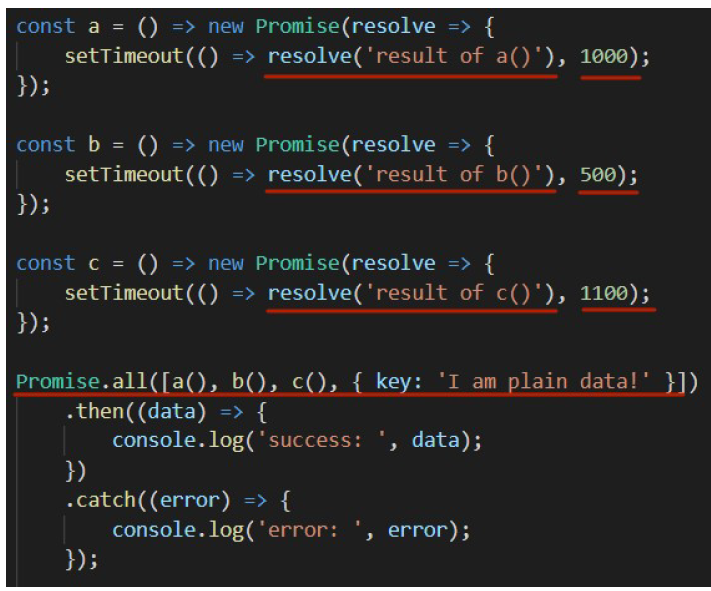 const a = () => new Promise(resolve => {
    setTimeout(() => resolve('result of a()'), 1000);
});

const b = () => new Promise(resolve => {
    setTimeout(() => resolve('result of b()'), 500);
});

const c = () => new Promise(resolve => {
    setTimeout(() => resolve('result of c()'), 1100);
});

Promise.all([a(), b(), c(), { key: 'I am plain data!' }])
    .then((data) => {
        console.log('success: ', data);
    })
    .catch((error) => {
        console.log('error: ', error);
    });